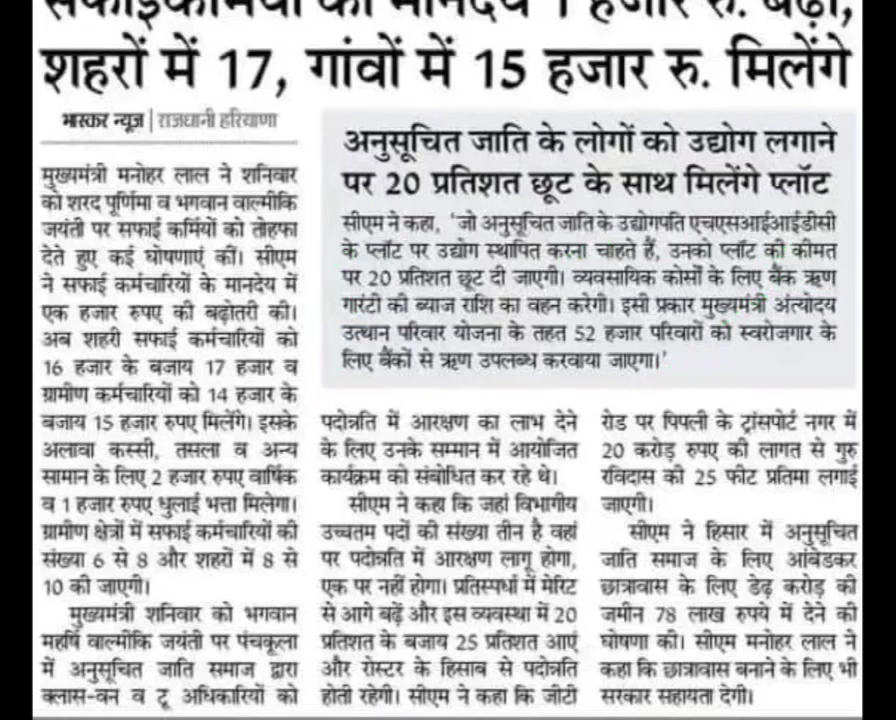 सफाईकर्मियों का मानदेय 1 हजार रु. बढ़ा,
शहरों में 17, गांवों में 15 हजार रु. मिलेंगे
भास्कर न्यूज | राजधानी हरियाणा
मुख्यमंत्री मनोहर लाल ने शनिवार
को शरद पूर्णिमा व भगवान वाल्मीकि
जयंती पर सफाई कर्मियों को तोहफा
देते हुए कई घोषणाएं कीं। सीएम
ने सफाई कर्मचारियों के मानदेय में
एक हजार रुपए की बढ़ोतरी की।
अब शहरी सफाई कर्मचारियों को
16 हजार के बजाय 17 हजार व
ग्रामीण कर्मचारियों को 14 हजार के
बजाय 15 हजार रुपए मिलेंगे। इसके
अलावा कस्सी, तसला व अन्य
सामान के लिए 2 हजार रुपए वार्षिक
व 1 हजार रुपए धुलाई भत्ता मिलेगा।
ग्रामीण क्षेत्रों में सफाई कर्मचारियों की
संख्या 6 से 8 और शहरों में 8 से
10 की जाएगी।
मुख्यमंत्री शनिवार को भगवान
महर्षि वाल्मीकि जयंती पर पंचकूला
में अनुसूचित जाति समाज द्वारा
क्लास-वन व टू अधिकारियों को
अनुसूचित जाति के लोगों को उद्योग लगाने
पर 20 प्रतिशत छूट के साथ मिलेंगे प्लॉट
सीएम ने कहा, 'जो अनुसूचित जाति के उद्योगपति एचएसआईआईडीसी
के प्लॉट पर उद्योग स्थापित करना चाहते हैं, उनको प्लॉट की कीमत
पर 20 प्रतिशत छूट दी जाएगी। व्यवसायिक कोर्सों के लिए बैंक ऋण
गारंटी की ब्याज राशि का वहन करेगी। इसी प्रकार मुख्यमंत्री अंत्योदय
उत्थान परिवार योजना के तहत 52 हजार परिवारों को स्वरोजगार के
लिए बैंकों से ऋण उपलब्ध करवाया जाएगा।'
पदोन्नति में आरक्षण का लाभ देने
के लिए उनके सम्मान में आयोजित
कार्यक्रम को संबोधित कर रहे थे।
सीएम ने कहा कि जहां विभागीय
उच्चतम पदों की संख्या तीन है वहां
पर पदोन्नति में आरक्षण लागू होगा,
एक पर नहीं होगा। प्रतिस्पर्धा में मेरिट
से आगे बढ़ें और इस व्यवस्था में 20
प्रतिशत के बजाय 25 प्रतिशत आएं
और रोस्टर के हिसाब से पदोन्नति
होती रहेगी। सीएम ने कहा कि जीटी
रोड पर पिपली के ट्रांसपोर्ट नगर में
20 करोड़ रुपए की लागत से गुरु
रविदास की 25 फीट प्रतिमा लगाई
जाएगी।
सीएम ने हिसार में अनुसूचित
जाति समाज के लिए आंबेडकर
छात्रावास के लिए डेढ़ करोड़ की
जमीन 78 लाख रुपये में देने की
घोषणा की। सीएम मनोहर लाल ने
कहा कि छात्रावास बनाने के लिए भी
सरकार सहायता देगी।